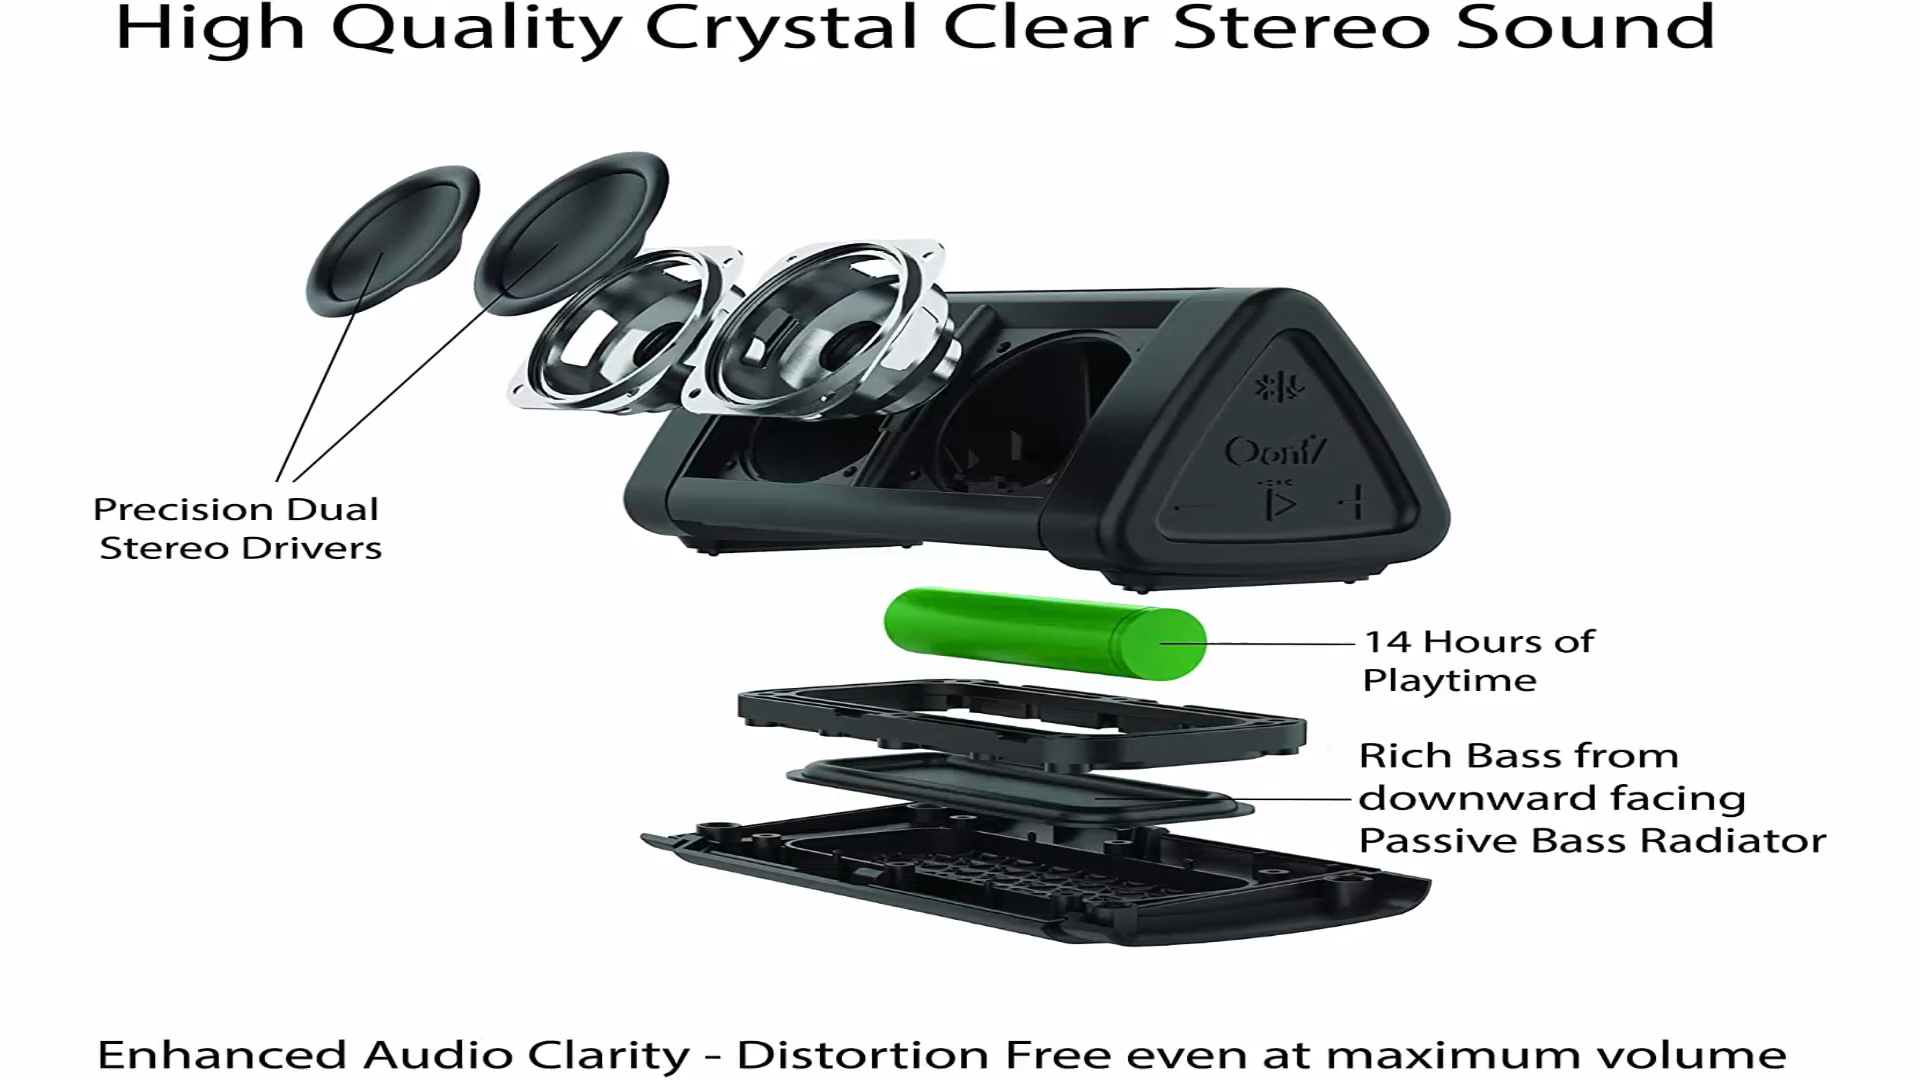 High Quality Crystal Clear Stereo Sound
Precision Dual
Stereo Drivers
14 Hours of
Playtime
Rich Bass from
downward facing
Passive Bass Radiator
Enhanced Audio Clarity - Distortion Free even at maximum volume